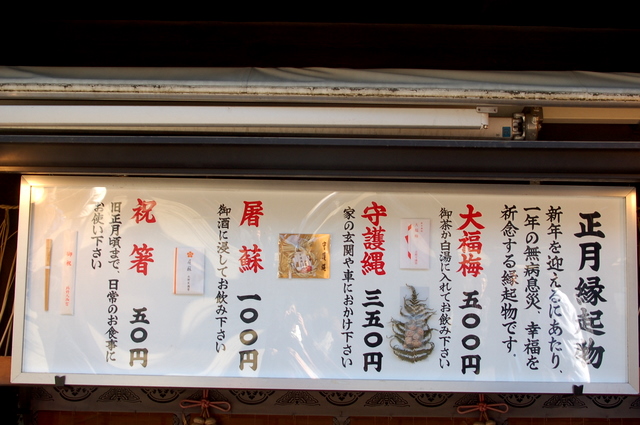 正月縁起物
新年を迎えるにあたり、
一年の無病息災、幸福を
祈念する縁起物です。
大福梅 五〇〇円
御茶か白湯に入れてお飲み下さい
守護縄 三五〇円
家の玄関や車におかけ下さい
屠蘇 一〇〇円
御酒に浸してお飲み下さい
祝箸 五〇円
旧正月頃まで、日常のお食事に
お使い下さい